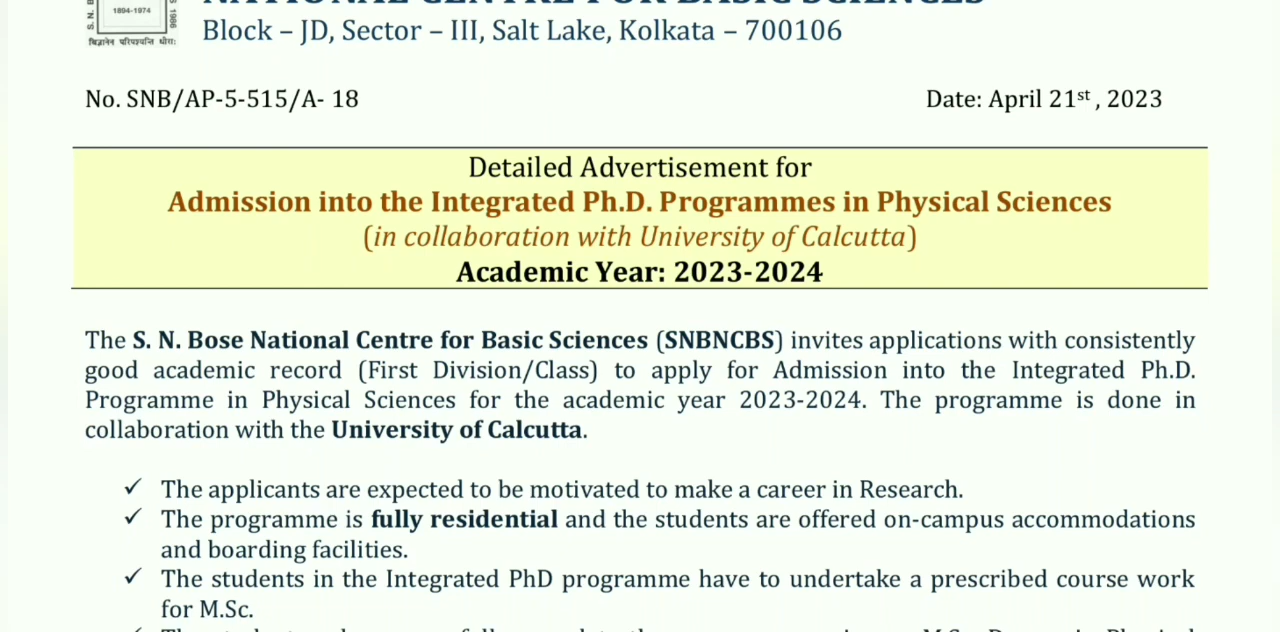 NATIONAL CENTRE FOR BASIC SCIENCES
S. N. B
1894-1974
S 1986
Block – JD, Sector – III, Salt Lake, Kolkata – 700106
No. SNB/AP-5-515/A- 18
Date: April 21st , 2023
Detailed Advertisement for
Admission into the Integrated Ph.D. Programmes in Physical Sciences
(in collaboration with University of Calcutta)
Academic Year: 2023-2024
The S. N. Bose National Centre for Basic Sciences (SNBNCBS) invites applications with consistently
good academic record (First Division/Class) to apply for Admission into the Integrated Ph.D.
Programme in Physical Sciences for the academic year 2023-2024. The programme is done in
collaboration with the University of Calcutta.
✓ The applicants are expected to be motivated to make a career in Research.
✓ The programme is fully residential and the students are offered on-campus accommodations
and boarding facilities.
✓ The students in the Integrated PhD programme have to undertake a prescribed course work
for M.Sc.